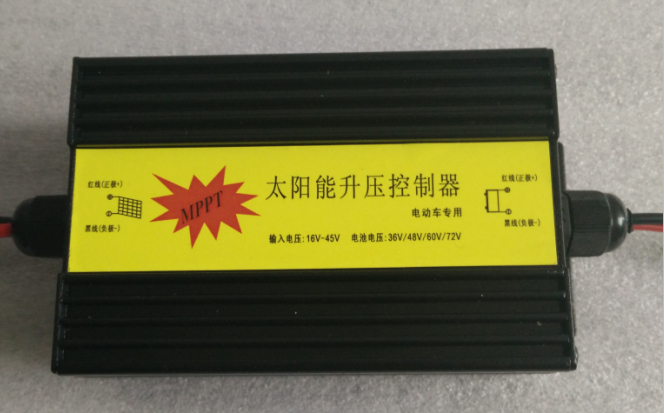 红线(正极+)
黑线(负极-)
MPPT
太阳能升压控制器
电动车专用
输入电压:16V-45V 电池电压:36V/48V/60V/72V
红线(正极+)
黑线(负极-)